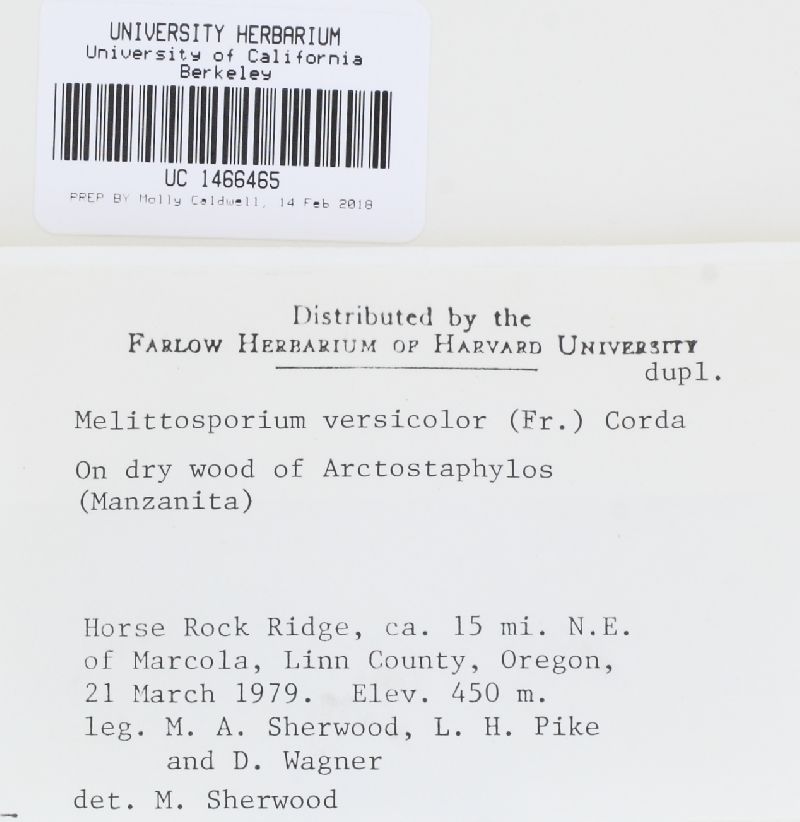 UNIVERSITY HERBARIUM
University of California
Berkeley
UC 1466465
PREP BY Molly Caldwell, 14 Feb 2018
Distributed by the
FARLOW HERBARIUM OF HARVARD UNIVERSITY
dupl.
Melittosporium versicolor (Fr.) Corda
On dry wood of Arctostaphylos
(Manzanita)
Horse Rock Ridge, ca. 15 mi. N.E.
of Marcola, Linn County, Oregon,
21 March 1979. Elev. 450 m.
leg. M. A. Sherwood, L. H. Pike
and D. Wagner
det. M. Sherwood